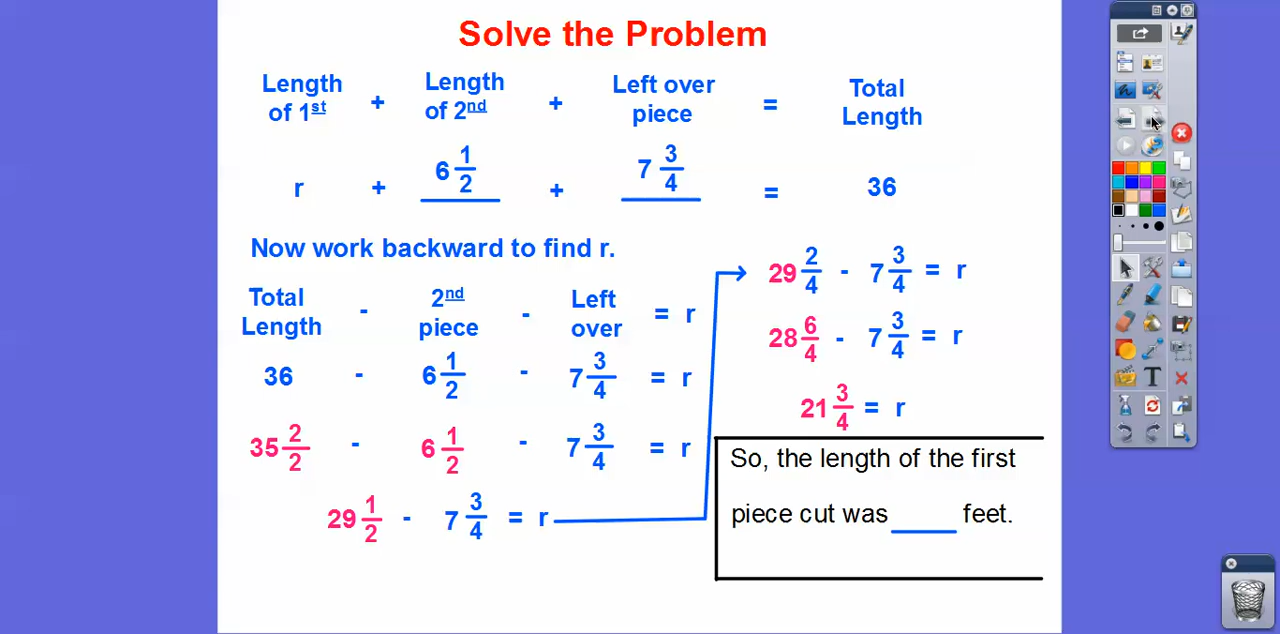 Solve the Problem
Length of 1st + Length of 2nd + Left over piece = Total Length
r + 6 1/2 + 7 3/4 = 36
Now work backward to find r.
Total Length - 2nd piece - Left over = r
36 - 6 1/2 - 7 3/4 = r
35 2/2 - 6 1/2 - 7 3/4 = r
29 1/2 - 7 3/4 = r
29 2/4 - 7 3/4 = r
28 6/4 - 7 3/4 = r
21 3/4 = r
So, the length of the first
piece cut was ____ feet.
T